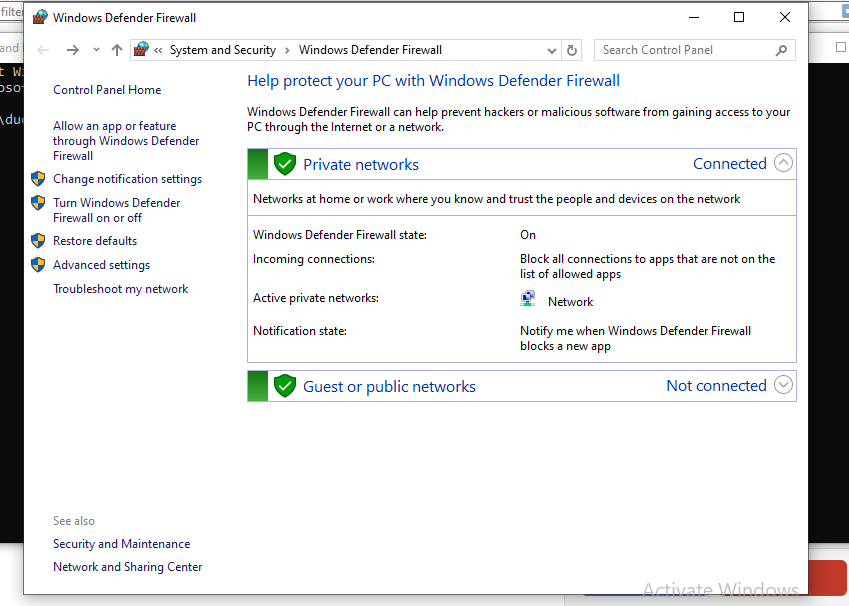 filter
Windows Defender Firewall
« System and Security > Windows Defender Firewall
Search Control Panel
and
Control Panel Home
Allow an app or feature
through Windows Defender
Firewall
Change notification settings
Turn Windows Defender
Firewall on or off
Restore defaults
Advanced settings
Troubleshoot my network
Help protect your PC with Windows Defender Firewall
Windows Defender Firewall can help prevent hackers or malicious software from gaining access to your
PC through the Internet or a network.
Private networks Connected
Networks at home or work where you know and trust the people and devices on the network
Windows Defender Firewall state: On
Incoming connections: Block all connections to apps that are not on the
list of allowed apps
Active private networks: Network
Notification state: Notify me when Windows Defender Firewall
blocks a new app
Guest or public networks Not connected
See also
Security and Maintenance
Network and Sharing Center
Activate Windows